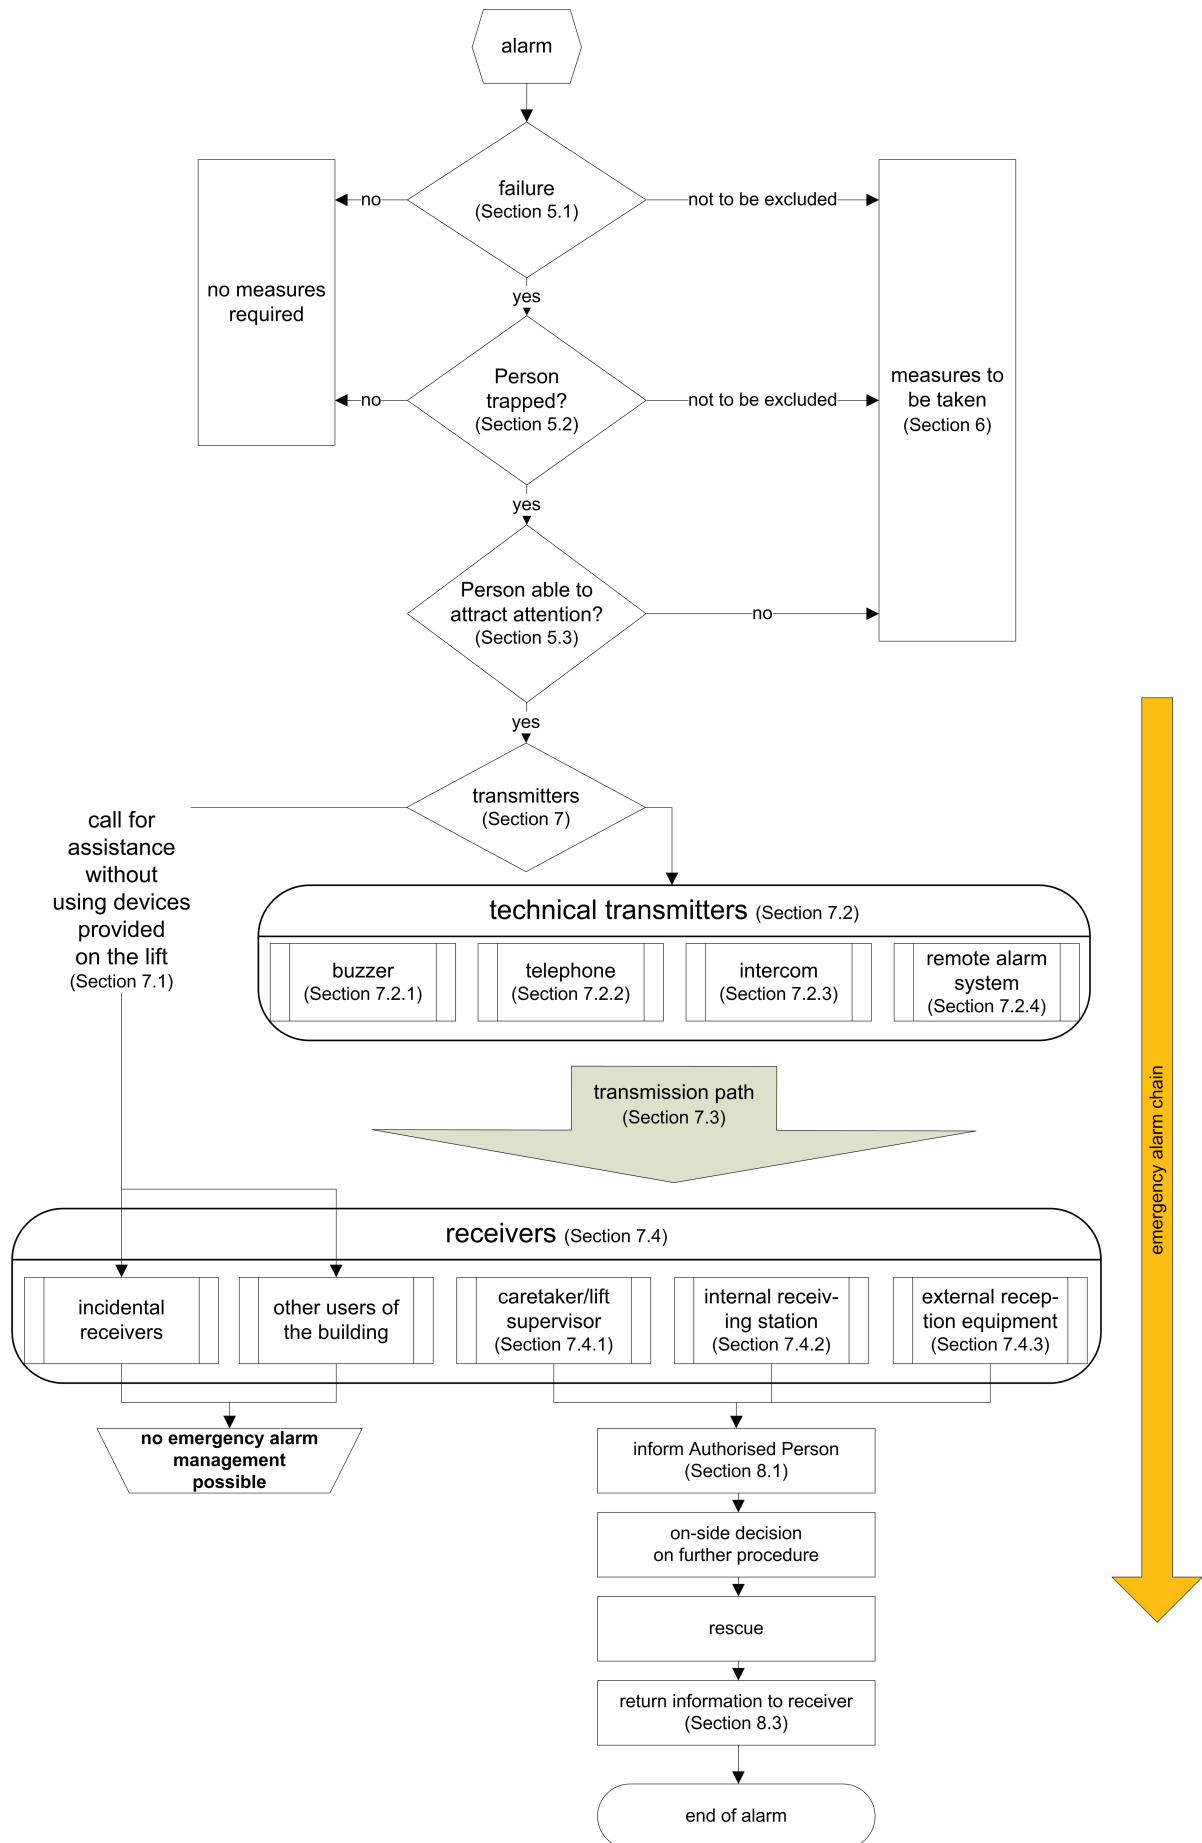 alarm
failure
(Section 5.1)
no
not to be excluded
no measures
required
yes
Person
trapped?
(Section 5.2)
no
not to be excluded
measures to
be taken
(Section 6)
yes
Person able to
attract attention?
(Section 5.3)
no
yes
transmitters
(Section 7)
call for
assistance
without
using devices
provided
on the lift
(Section 7.1)
technical transmitters (Section 7.2)
buzzer
(Section 7.2.1)
telephone
(Section 7.2.2)
intercom
(Section 7.2.3)
remote alarm
system
(Section 7.2.4)
transmission path
(Section 7.3)
emergency alarm chain
receivers (Section 7.4)
incidental
receivers
other users of
the building
caretaker/lift
supervisor
(Section 7.4.1)
internal receiv-
ing station
(Section 7.4.2)
external recep-
tion equipment
(Section 7.4.3)
no emergency alarm
management
possible
inform Authorised Person
(Section 8.1)
on-side decision
on further procedure
rescue
return information to receiver
(Section 8.3)
end of alarm